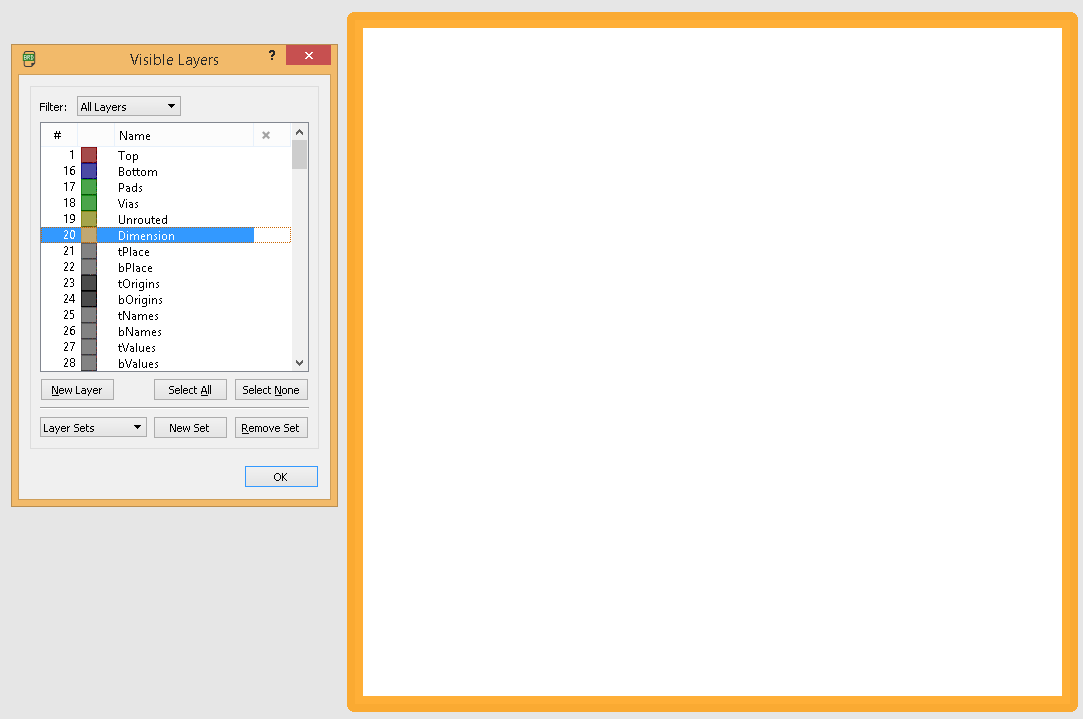 Visible Layers
?
Filter: All Layers
# Name
1 Top
16 Bottom
17 Pads
18 Vias
19 Unrouted
20 Dimension
21 tPlace
22 bPlace
23 tOrigins
24 bOrigins
25 tNames
26 bNames
27 tValues
28 bValues
New Layer Select All Select None
Layer Sets New Set Remove Set
OK